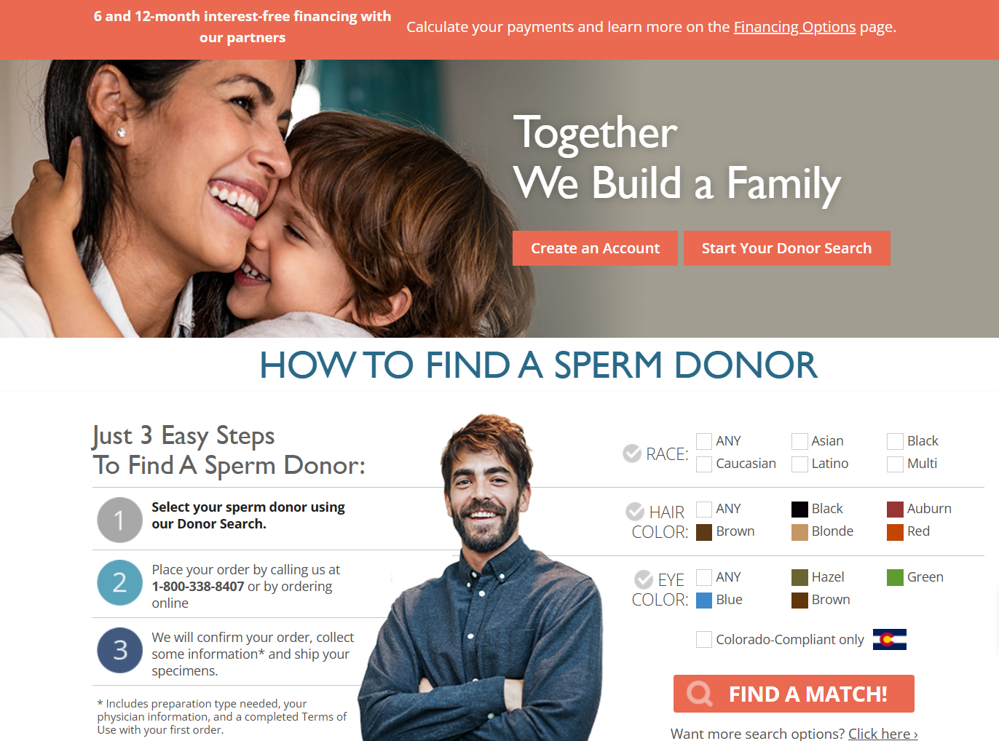 6 and 12-month interest-free financing with
our partners
Calculate your payments and learn more on the Financing Options page.
Together
We Build a Family
Create an Account
Start Your Donor Search
HOW TO FIND A SPERM DONOR
Just 3 Easy Steps
To Find A Sperm Donor:
1
Select your sperm donor using
our Donor Search.
2
Place your order by calling us at
1-800-338-8407 or by ordering
online
3
We will confirm your order, collect
some information* and ship your
specimens.
* Includes preparation type needed, your
physician information, and a completed Terms of
Use with your first order.
RACE:
ANY
Asian
Black
Caucasian
Latino
Multi
HAIR
COLOR:
ANY
Black
Auburn
Brown
Blonde
Red
EYE
COLOR:
ANY
Hazel
Green
Blue
Brown
Colorado-Compliant only
FIND A MATCH!
Want more search options? Click here ›